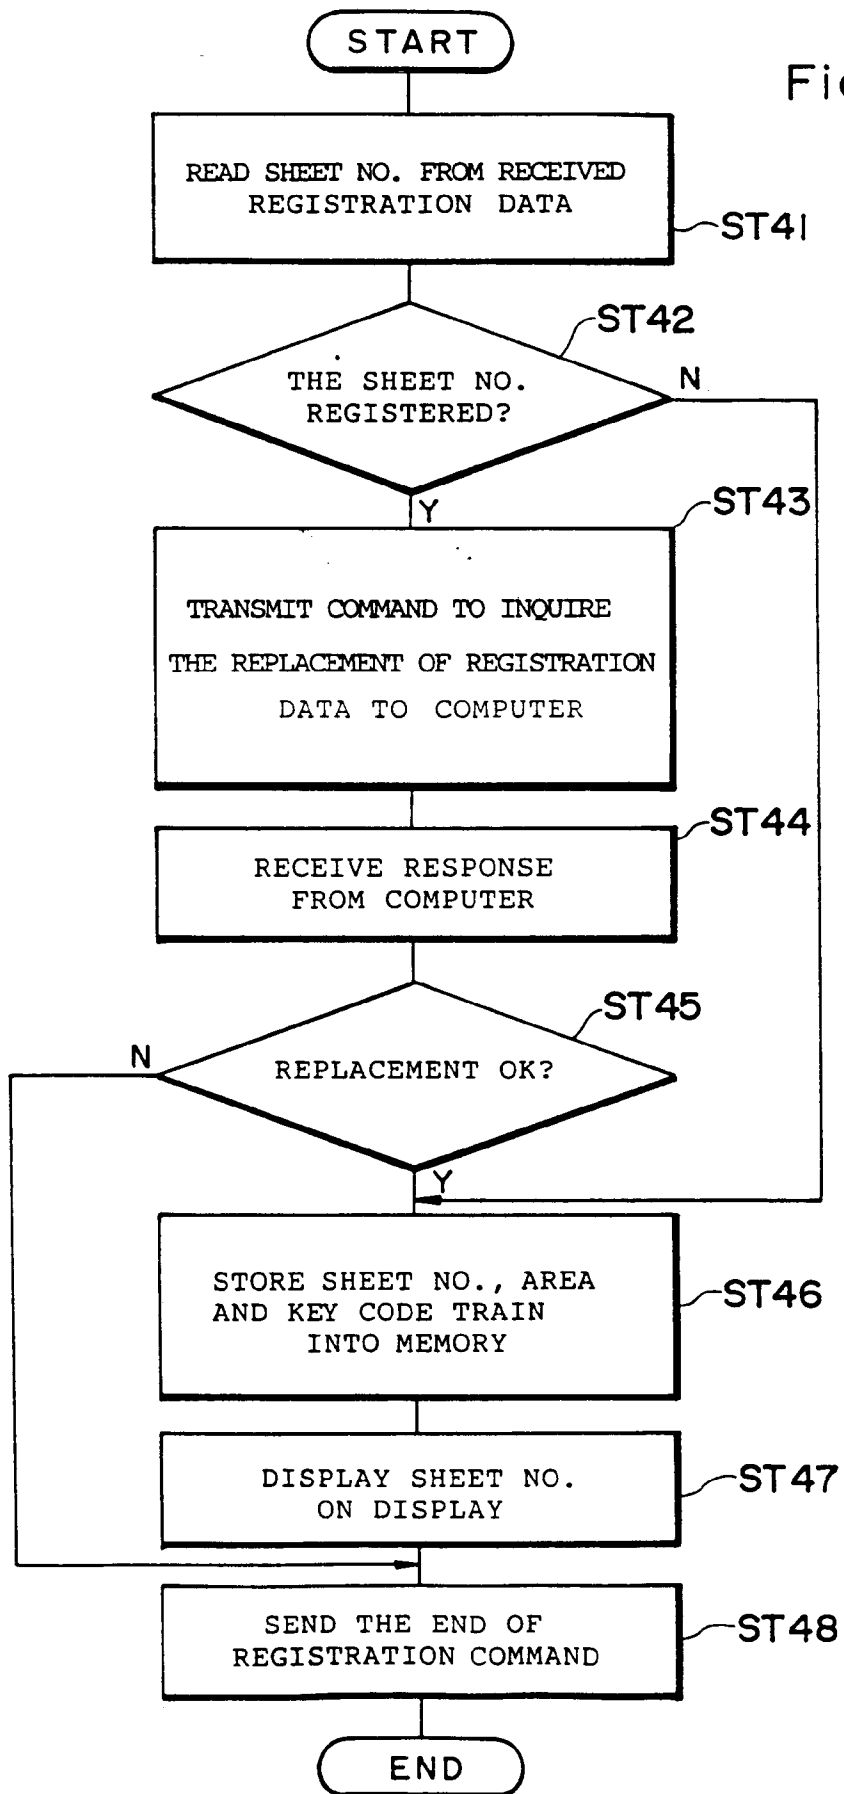 START
Fig
READ SHEET NO. FROM RECEIVED
REGISTRATION DATA
ST41
ST42
THE SHEET NO.
REGISTERED?
N
Y
ST43
TRANSMIT COMMAND TO INQUIRE
THE REPLACEMENT OF REGISTRATION
DATA TO COMPUTER
ST44
RECEIVE RESPONSE
FROM COMPUTER
ST45
N
REPLACEMENT OK?
Y
STORE SHEET NO., AREA
AND KEY CODE TRAIN
INTO MEMORY
ST46
DISPLAY SHEET NO.
ON DISPLAY
ST47
SEND THE END OF
REGISTRATION COMMAND
ST48
END